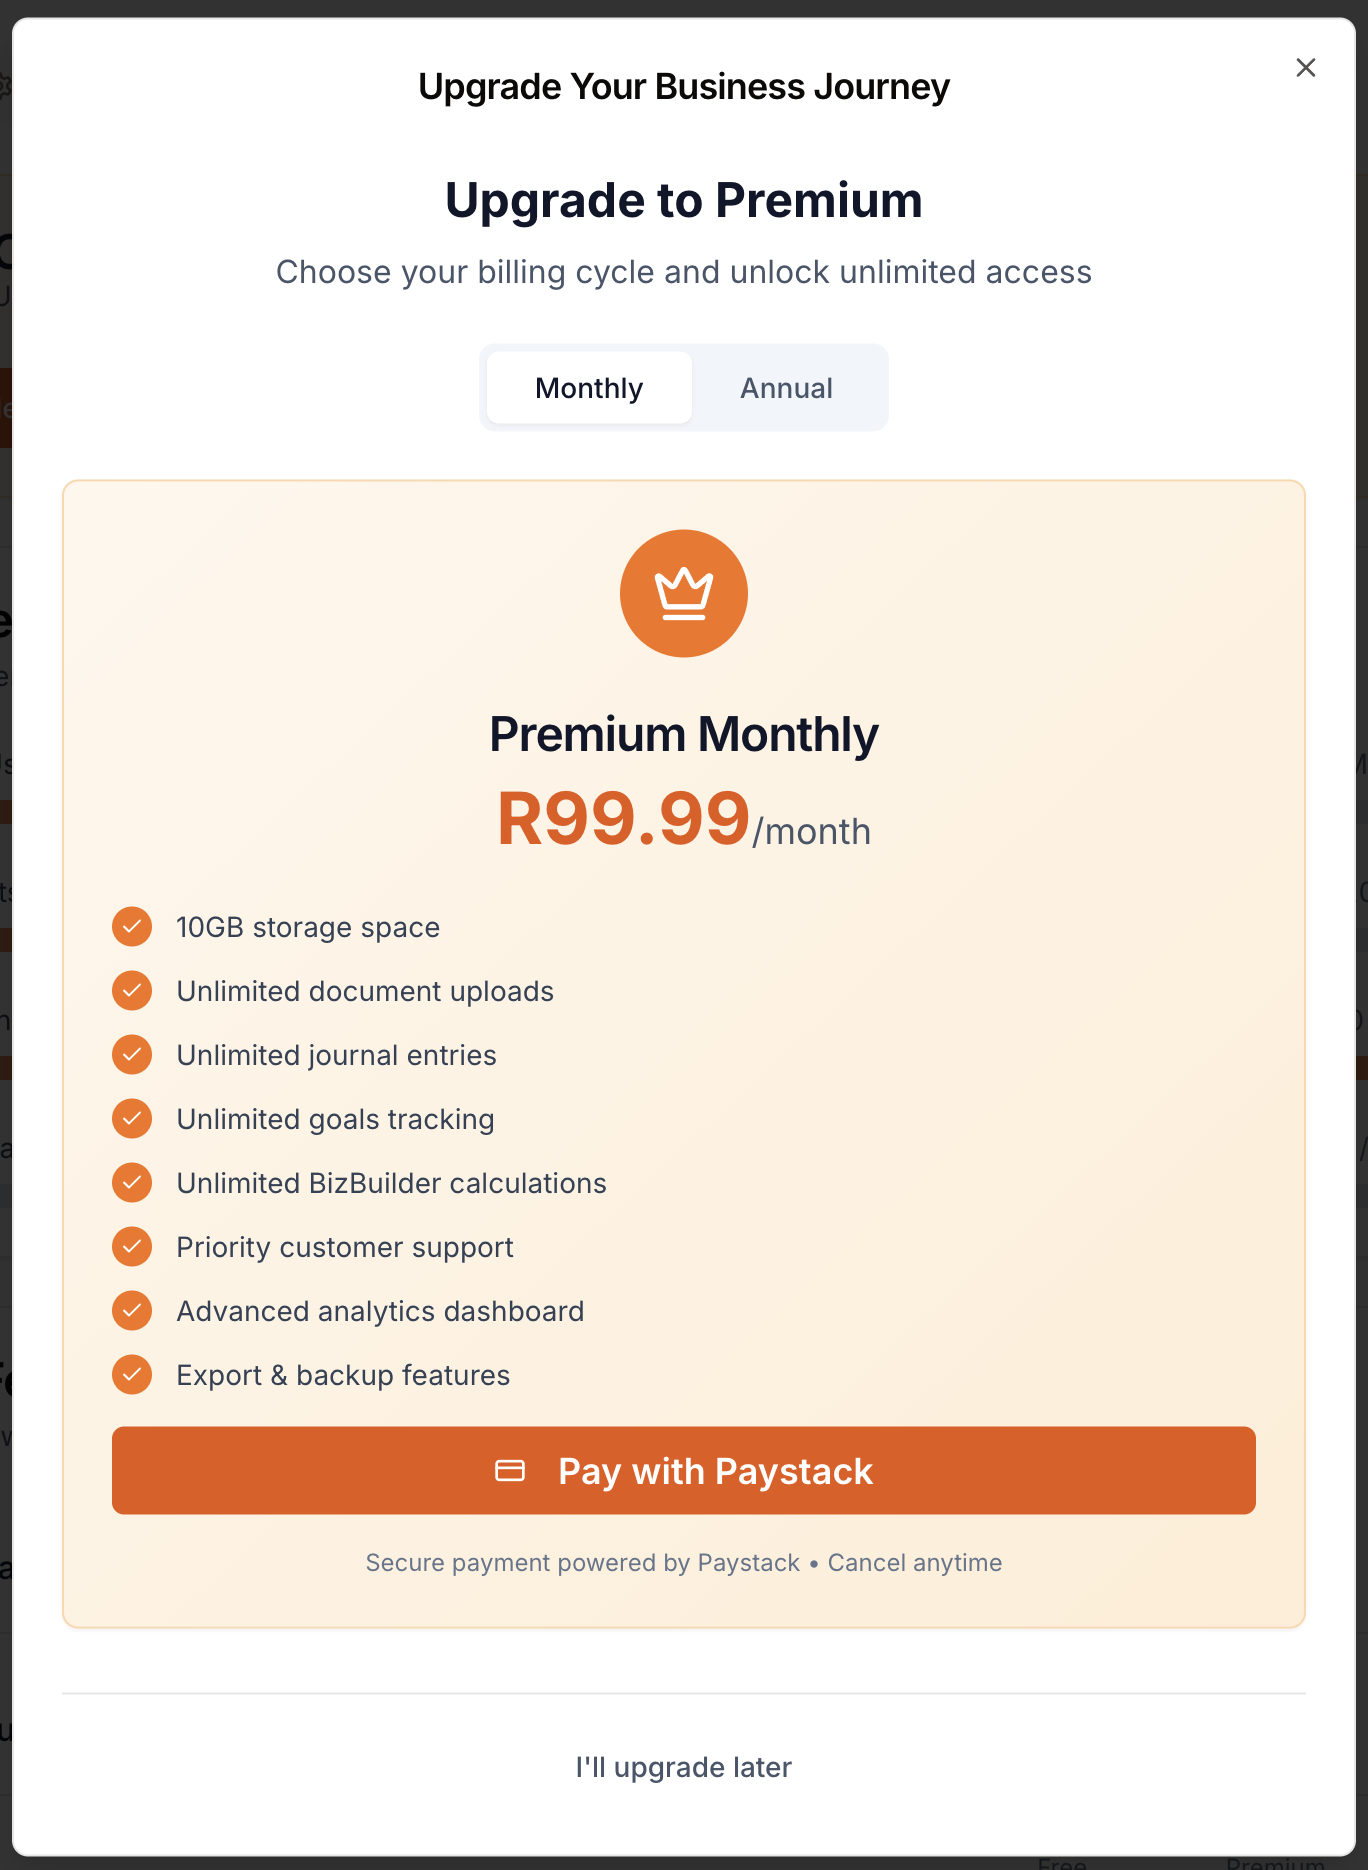 Upgrade Your Business Journey
Upgrade to Premium
Choose your billing cycle and unlock unlimited access
Monthly Annual
Premium Monthly
R99.99/month
10GB storage space
Unlimited document uploads
Unlimited journal entries
Unlimited goals tracking
Unlimited BizBuilder calculations
Priority customer support
Advanced analytics dashboard
Export & backup features
Pay with Paystack
Secure payment powered by Paystack • Cancel anytime
I'll upgrade later
Free Premium